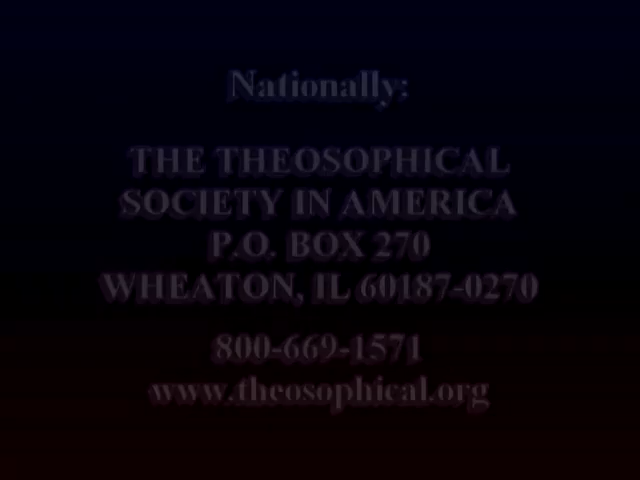 Nationally:
THE THEOSOPHICAL
SOCIETY IN AMERICA
P.O. BOX 270
WHEATON, IL 60187-0270
800-669-1571
www.theosophical.org